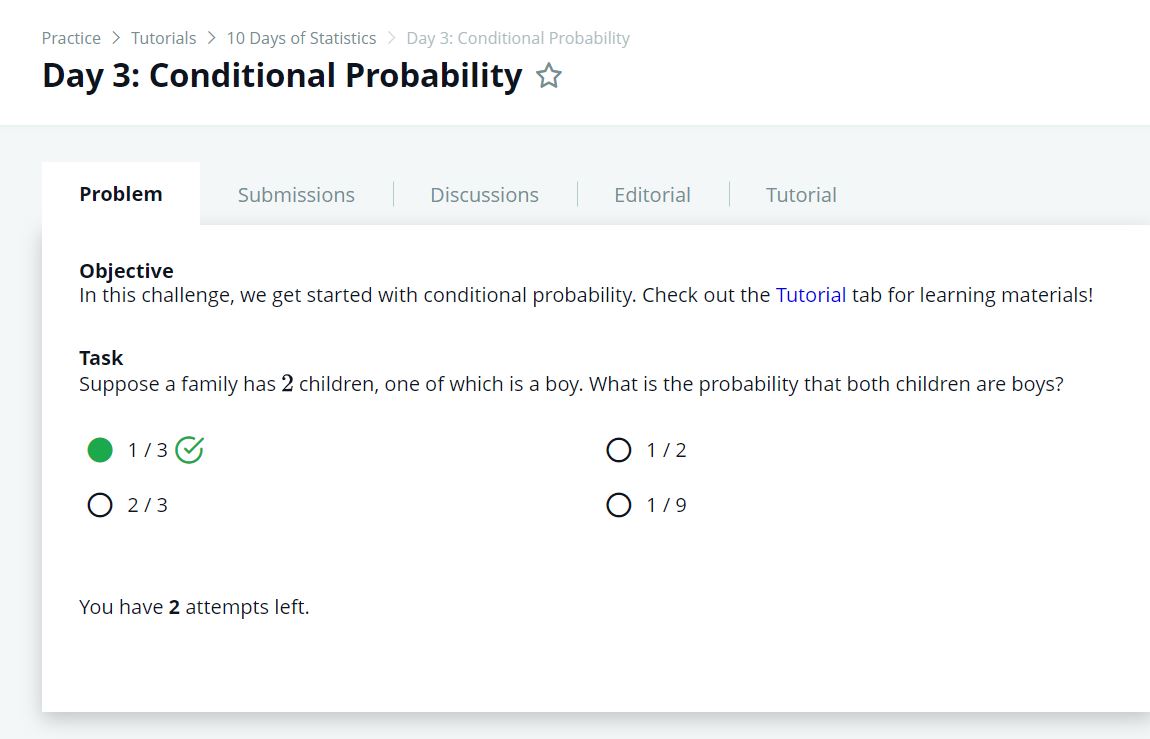 Practice > Tutorials > 10 Days of Statistics > Day 3: Conditional Probability
Day 3: Conditional Probability
Problem Submissions Discussions Editorial Tutorial
Objective
In this challenge, we get started with conditional probability. Check out the Tutorial tab for learning materials!
Task
Suppose a family has 2 children, one of which is a boy. What is the probability that both children are boys?
1 / 3 1 / 2
2 / 3 1 / 9
You have 2 attempts left.